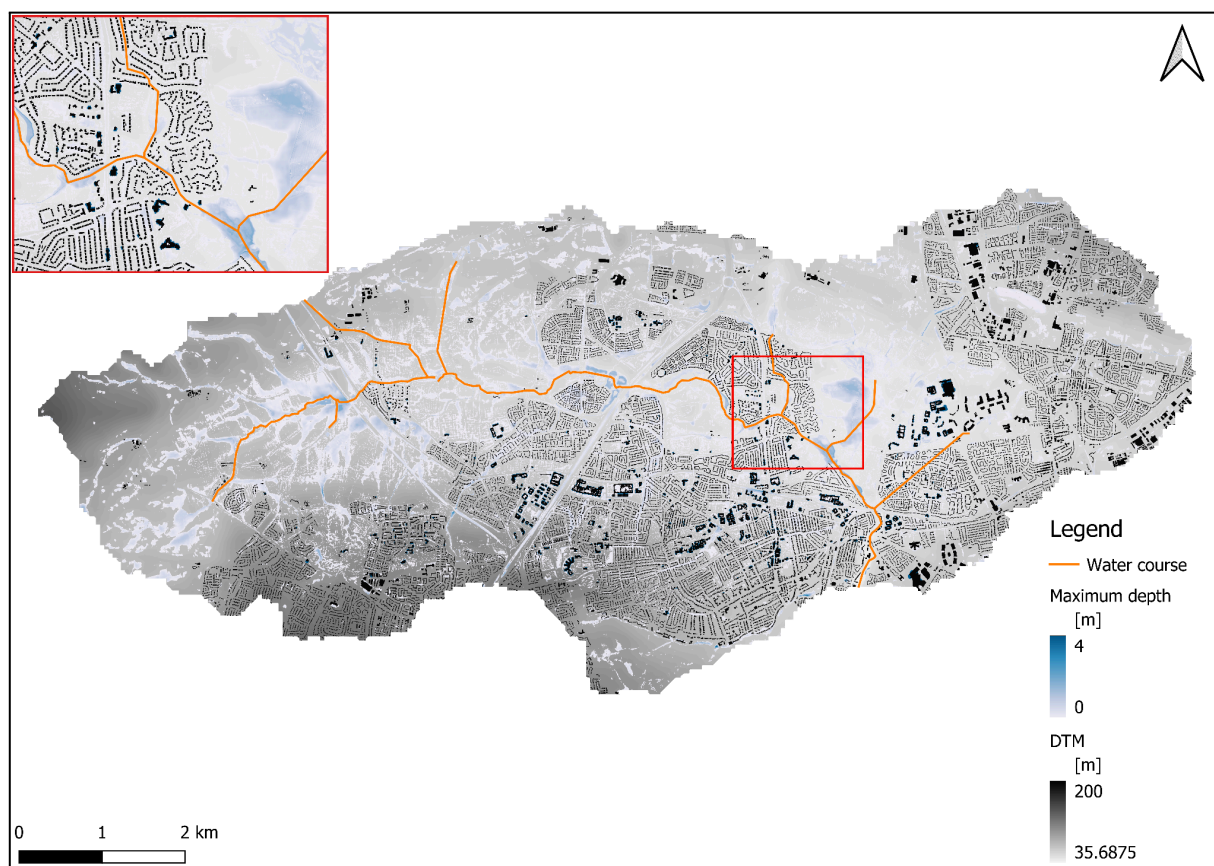 Legend
Water course
Maximum depth
[m]
4
0
DTM
[m]
200
35.6875
0 1 2 km